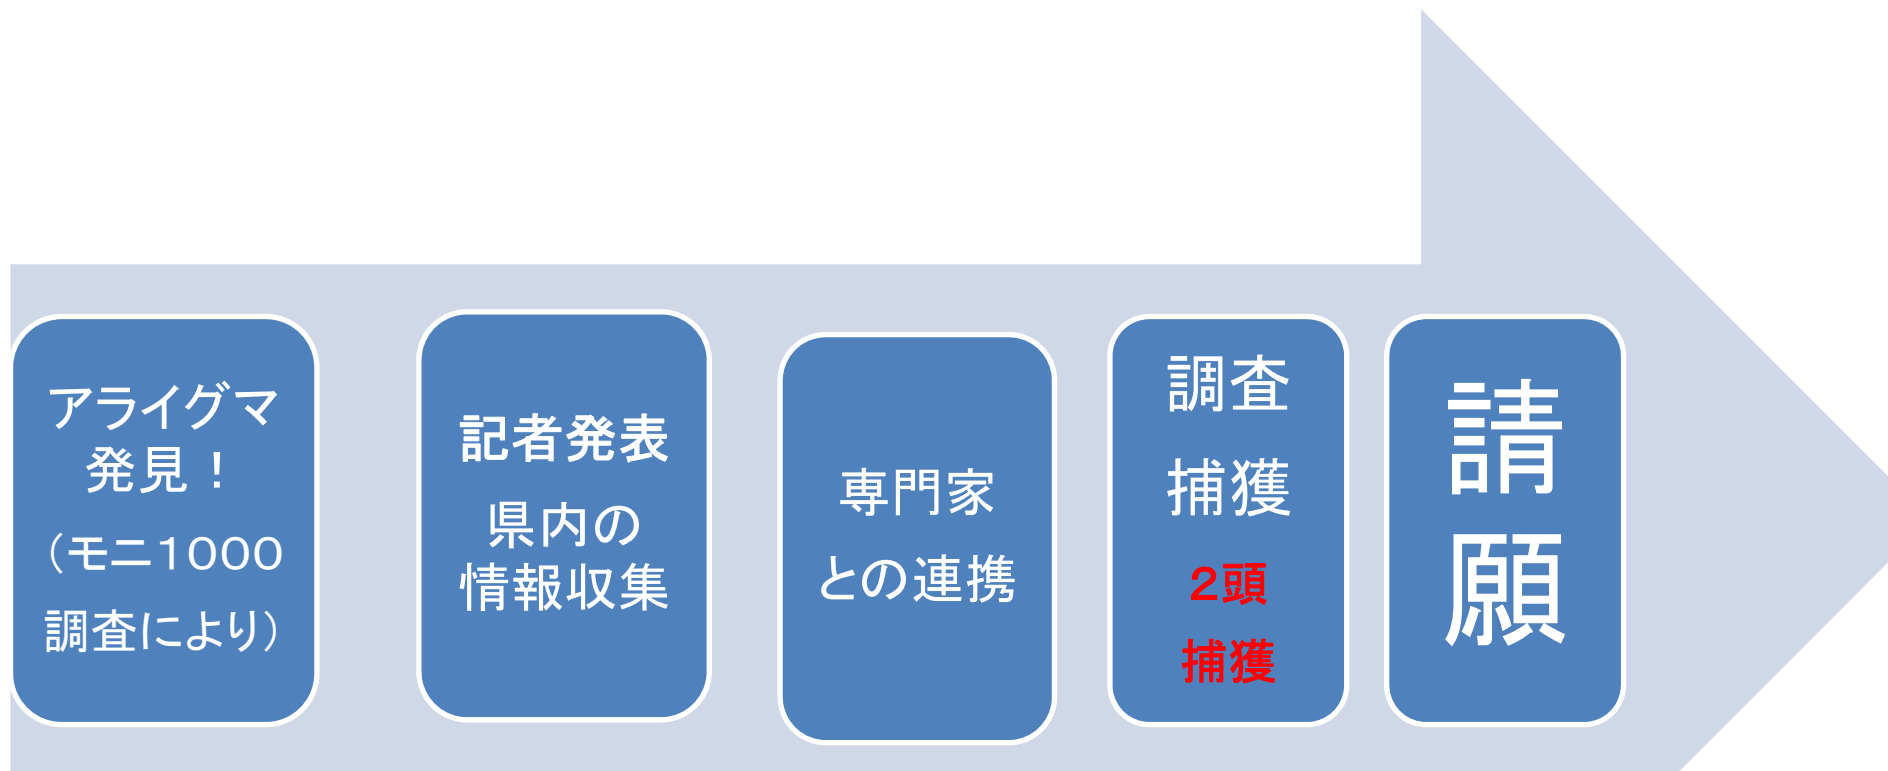 アライグマ
発見！
（モニ１０００
調査により）
記者発表
県内の
情報収集
専門家
との連携
調査
捕獲
２頭
捕獲
請
願